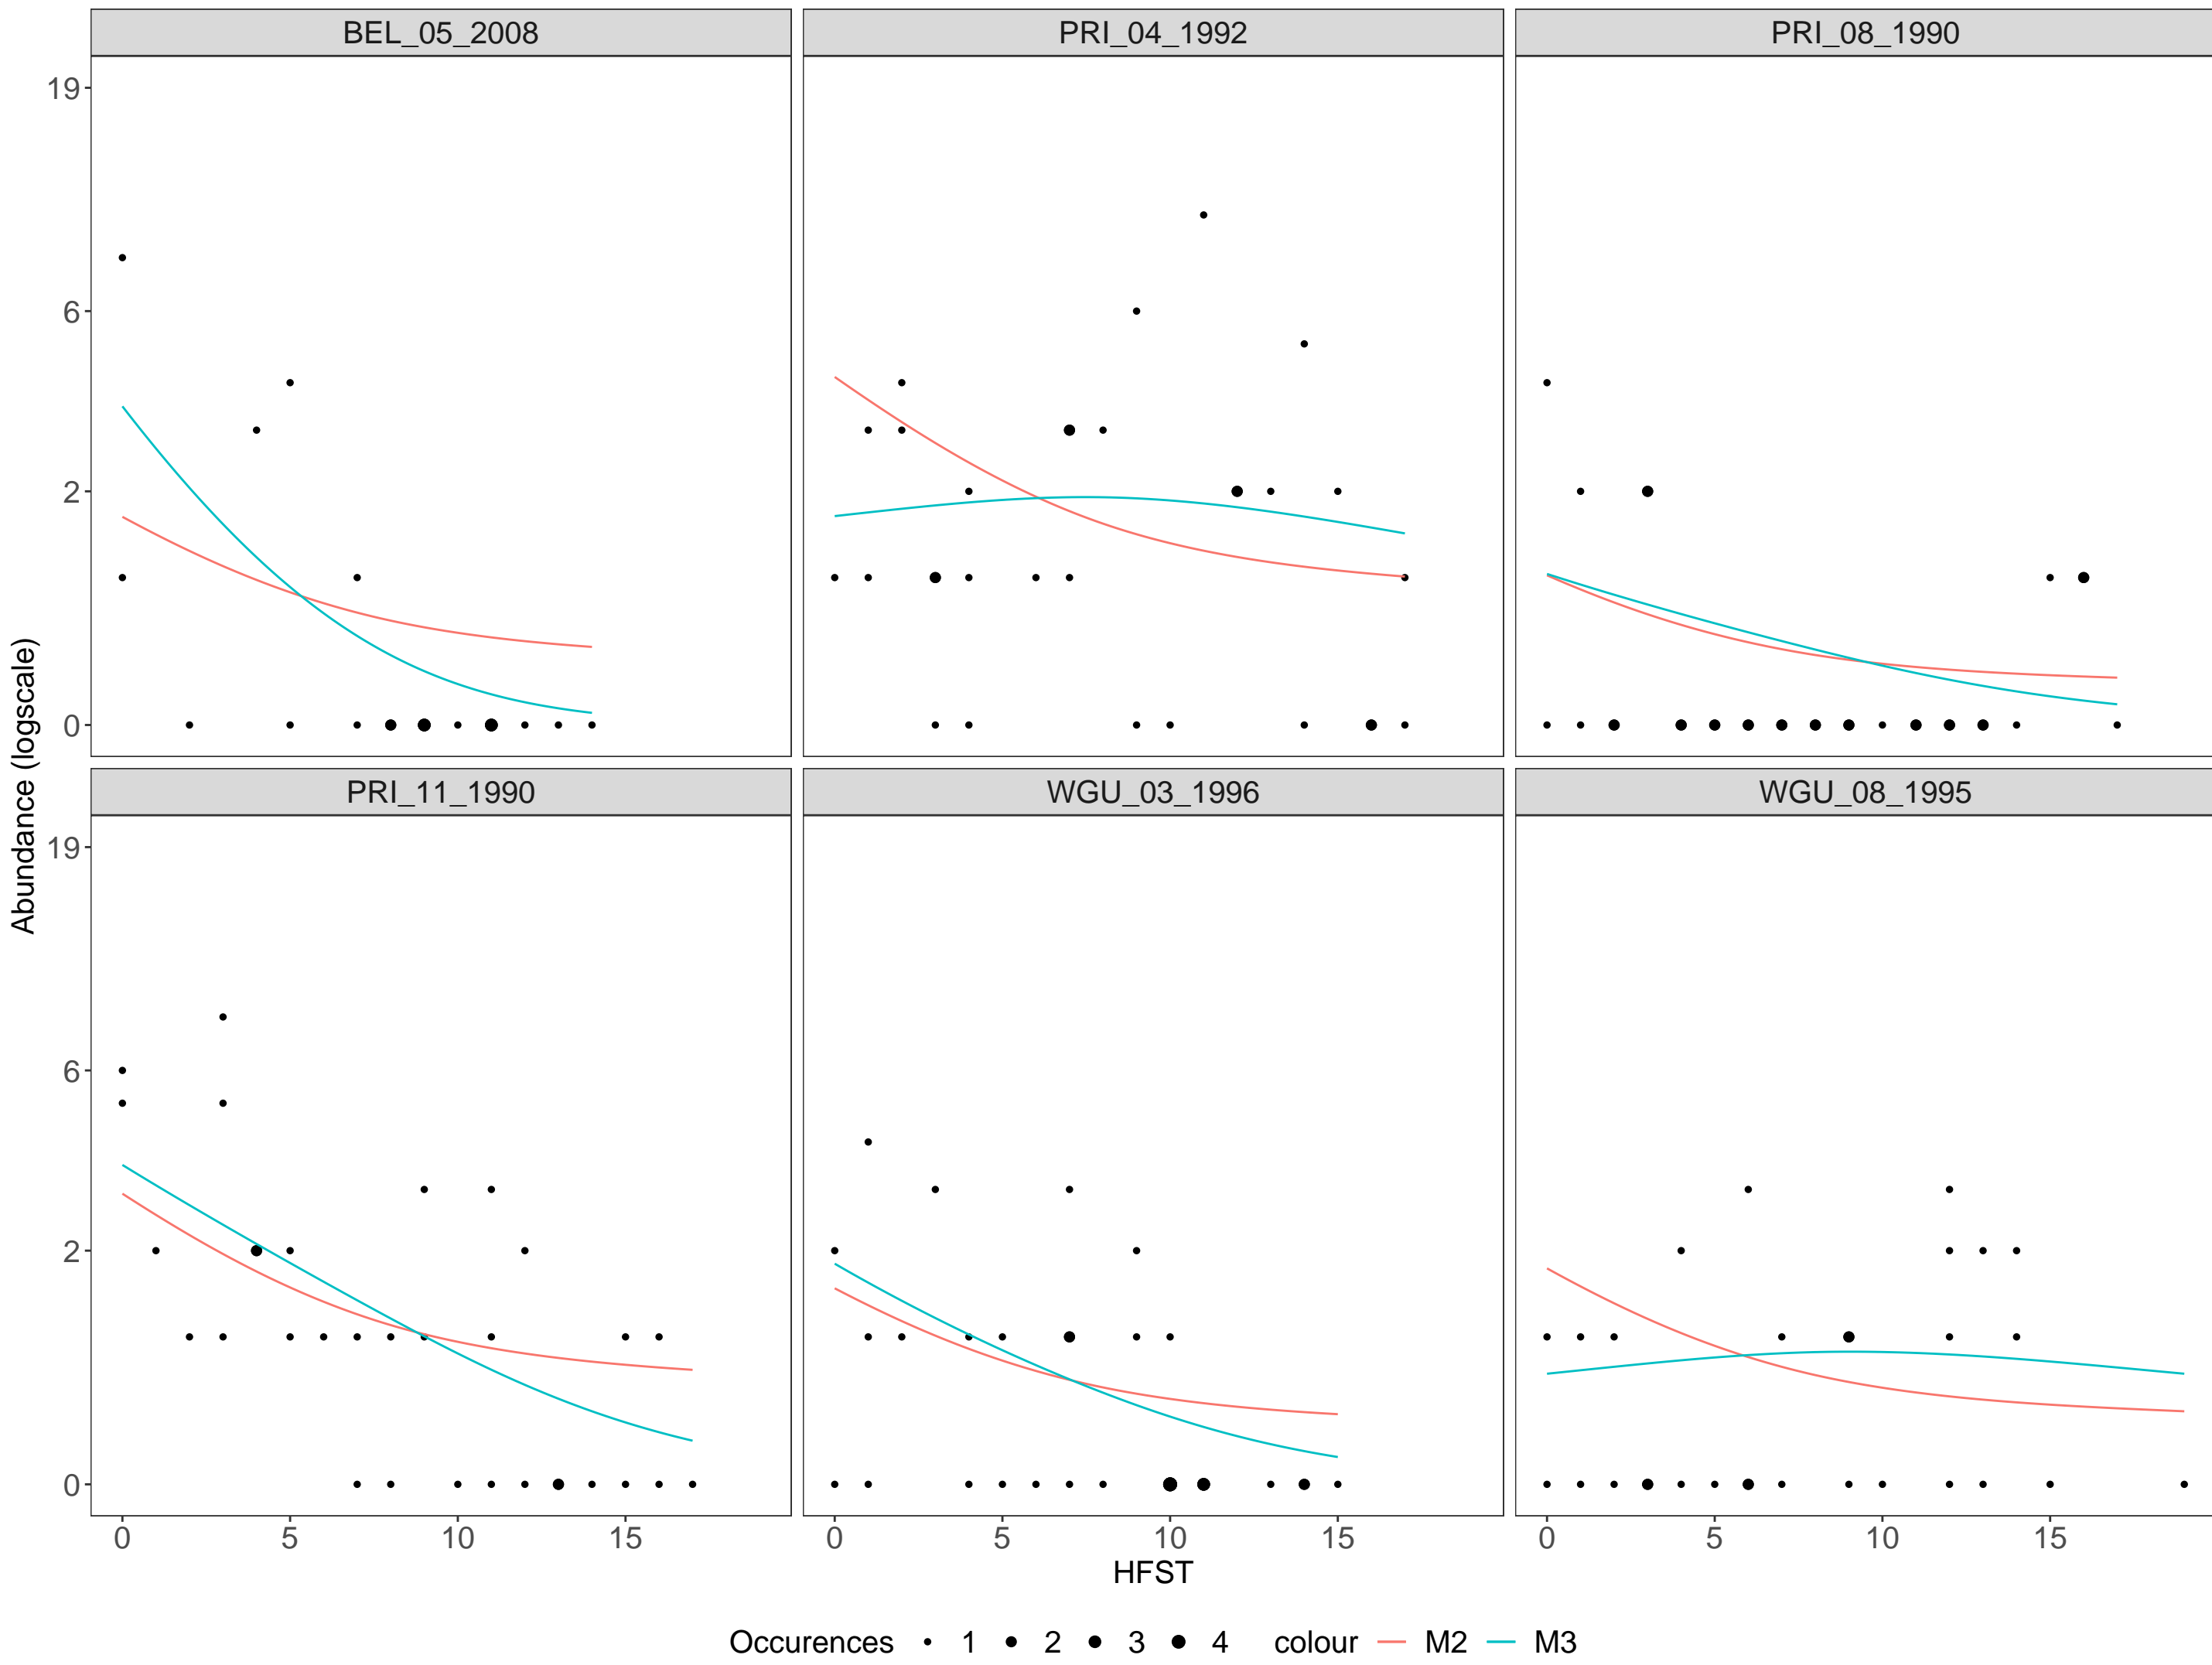 BEL_05_2008 PRI_04_1992 PRI_08_1990
19
6
2
0
PRI_11_1990 WGU_03_1996 WGU_08_1995
19
6
2
0
Abundance (logscale)
0 5 10 15 0 5 10 15 0 5 10 15
HFST
Occurences 1 2 3 4 colour M2 M3